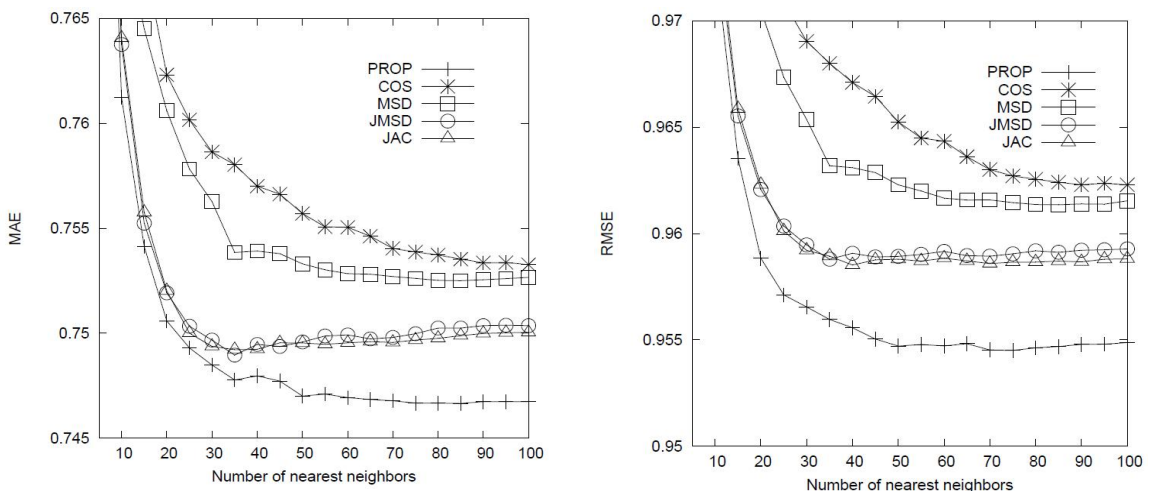 0.765
0.76
0.755
0.75
0.745
MAE
PROP
COS
MSD
JMSD
JAC
10 20 30 40 50 60 70 80 90 100
Number of nearest neighbors
0.97
0.965
0.96
0.955
0.95
RMSE
PROP
COS
MSD
JMSD
JAC
10 20 30 40 50 60 70 80 90 100
Number of nearest neighbors